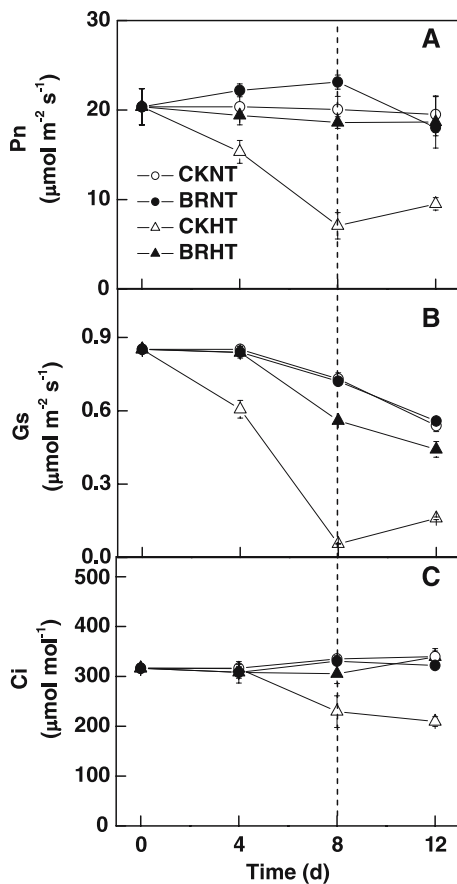 A
30
20
10
0
Pn
(μmol m⁻² s⁻¹)
CKNT
BRNT
CKHT
BRHT
B
0.9
0.6
0.3
0.0
Gs
(μmol m⁻² s⁻¹)
C
500
400
300
200
100
0
Ci
(μmol mol⁻¹)
0 4 8 12
Time (d)